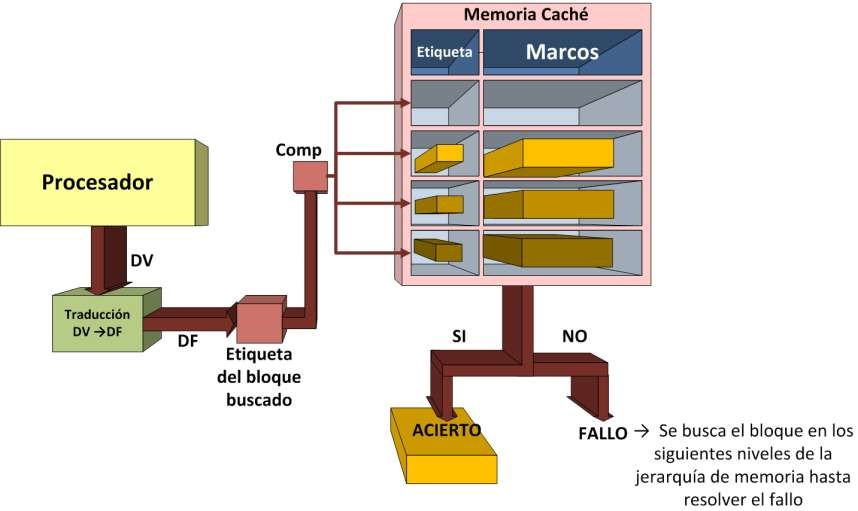 Memoria Caché
Etiqueta
Marcos
Comp
Procesador
DV
Traducción
DV →DF
DF
Etiqueta
del bloque
buscado
SI
NO
ACIERTO
FALLO → Se busca el bloque en los
siguientes niveles de la
jerarquía de memoria hasta
resolver el fallo